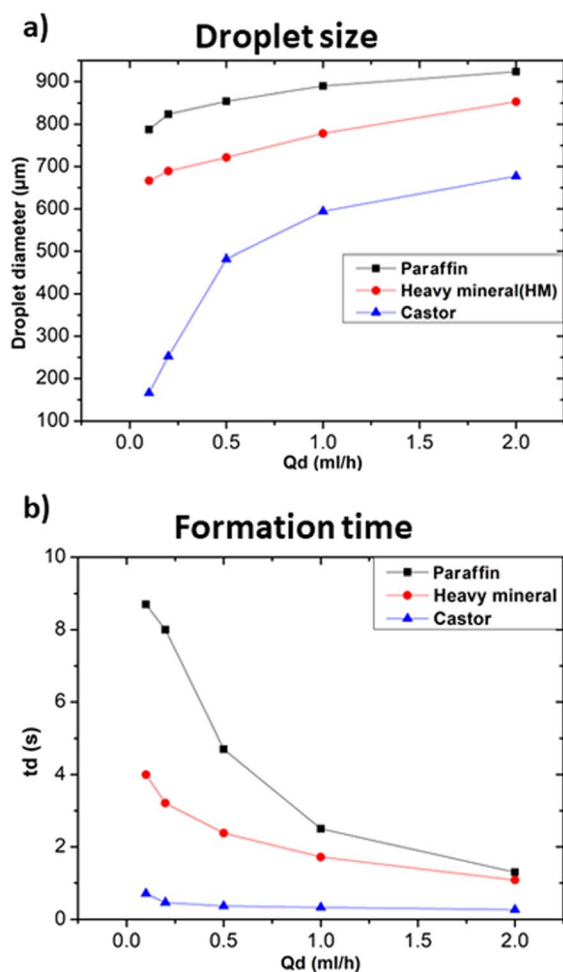 a)
Droplet size
900
800
700
600
500
400
300
200
100
Droplet diameter (µm)
Paraffin
Heavy mineral(HM)
Castor
0.0 0.5 1.0 1.5 2.0
Qd (ml/h)
b)
Formation time
10
8
6
4
2
0
td (s)
Paraffin
Heavy mineral
Castor
0.0 0.5 1.0 1.5 2.0
Qd (ml/h)